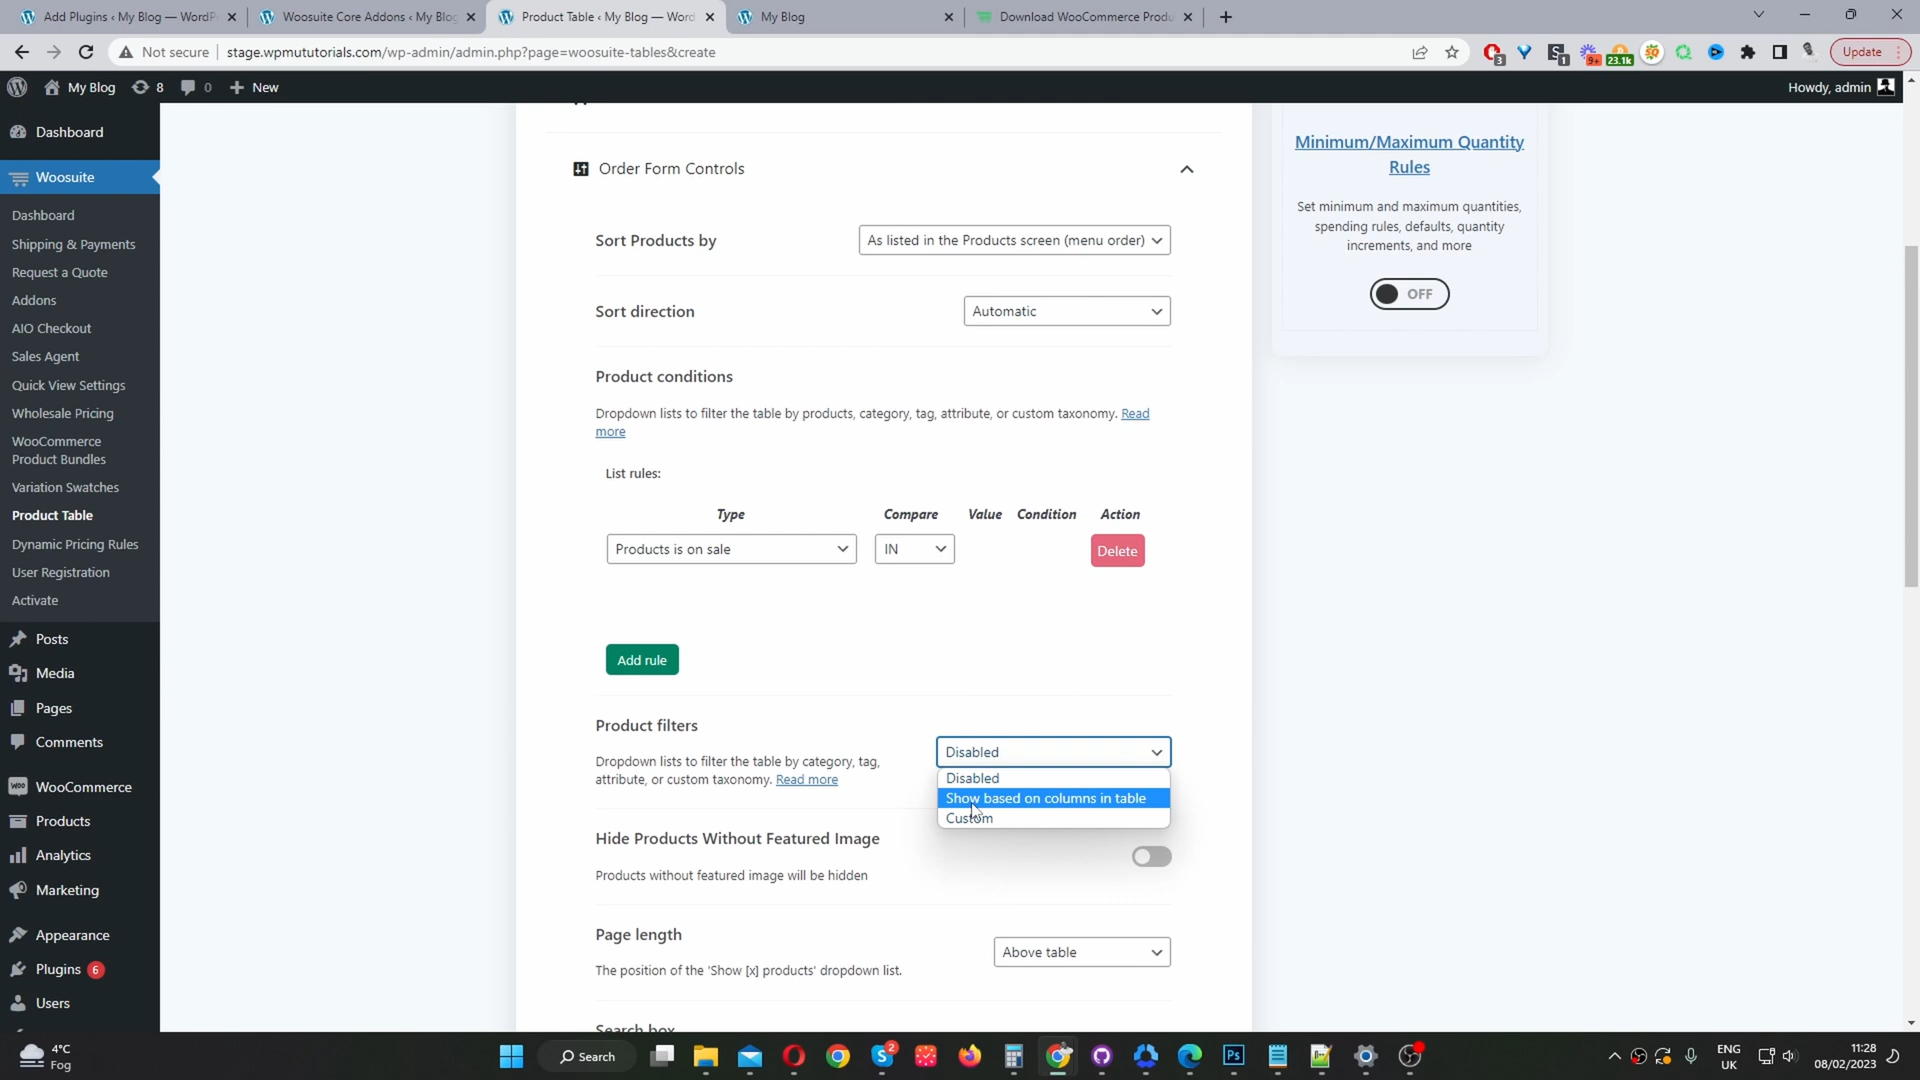 Add Plugins ‹ My Blog — WordPr
Woosuite Core Addons ‹ My Blog
Product Table ‹ My Blog — Word
My Blog
Download WooCommerce Produ
Not secure
stage.wpmututorials.com/wp-admin/admin.php?page=woosuite-tables&create
3
1
9+
23.1k
Update
My Blog
8
0
New
Howdy, admin
Dashboard
Woosuite
Dashboard
Shipping & Payments
Request a Quote
Addons
AIO Checkout
Sales Agent
Quick View Settings
Wholesale Pricing
WooCommerce
Product Bundles
Variation Swatches
Product Table
Dynamic Pricing Rules
User Registration
Activate
Posts
Media
Pages
Comments
WooCommerce
Products
Analytics
Marketing
Appearance
Plugins 6
Users
Order Form Controls
Sort Products by
As listed in the Products screen (menu order)
Sort direction
Automatic
Product conditions
Dropdown lists to filter the table by products, category, tag, attribute, or custom taxonomy. Read
more
List rules:
Type Compare Value Condition Action
Products is on sale IN Delete
Add rule
Product filters
Dropdown lists to filter the table by category, tag,
attribute, or custom taxonomy. Read more
Disabled
Disabled
Show based on columns in table
Custom
Hide Products Without Featured Image
Products without featured image will be hidden
Page length
The position of the 'Show [x] products' dropdown list.
Above table
Search box
Minimum/Maximum Quantity
Rules
Set minimum and maximum quantities,
spending rules, defaults, quantity
increments, and more
OFF
4°C
Fog
Search
2
Ps
ENG
UK
11:28
08/02/2023